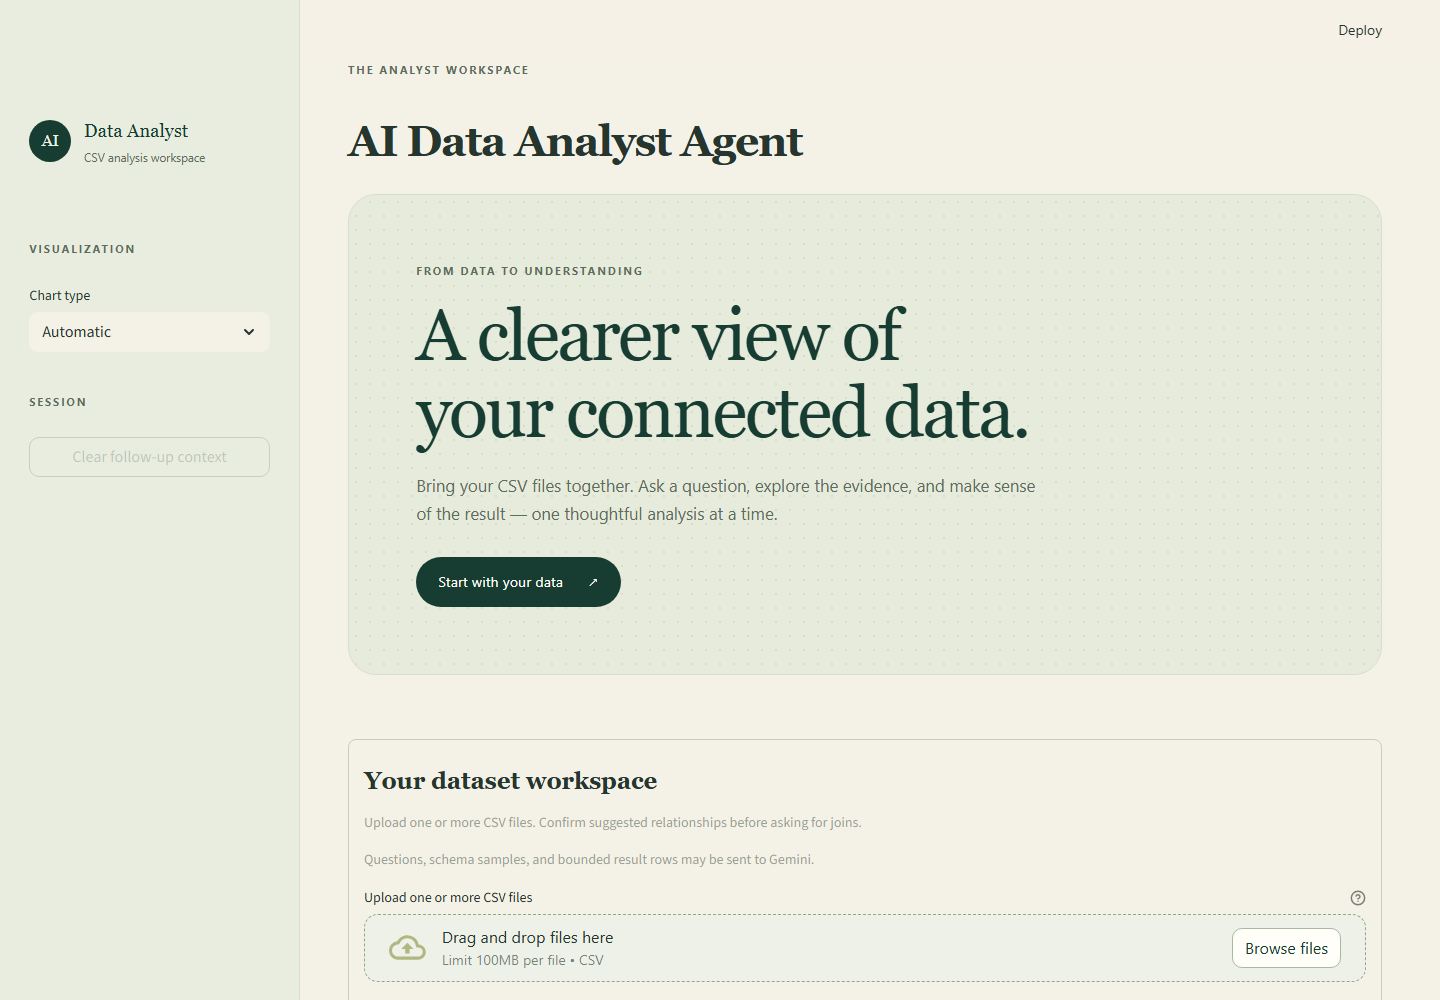 Deploy
AI
Data Analyst
CSV analysis workspace
VISUALIZATION
Chart type
Automatic
SESSION
Clear follow-up context
THE ANALYST WORKSPACE
AI Data Analyst Agent
FROM DATA TO UNDERSTANDING
A clearer view of
your connected data.
Bring your CSV files together. Ask a question, explore the evidence, and make sense
of the result — one thoughtful analysis at a time.
Start with your data ↗
Your dataset workspace
Upload one or more CSV files. Confirm suggested relationships before asking for joins.
Questions, schema samples, and bounded result rows may be sent to Gemini.
Upload one or more CSV files
Drag and drop files here
Limit 100MB per file • CSV
Browse files